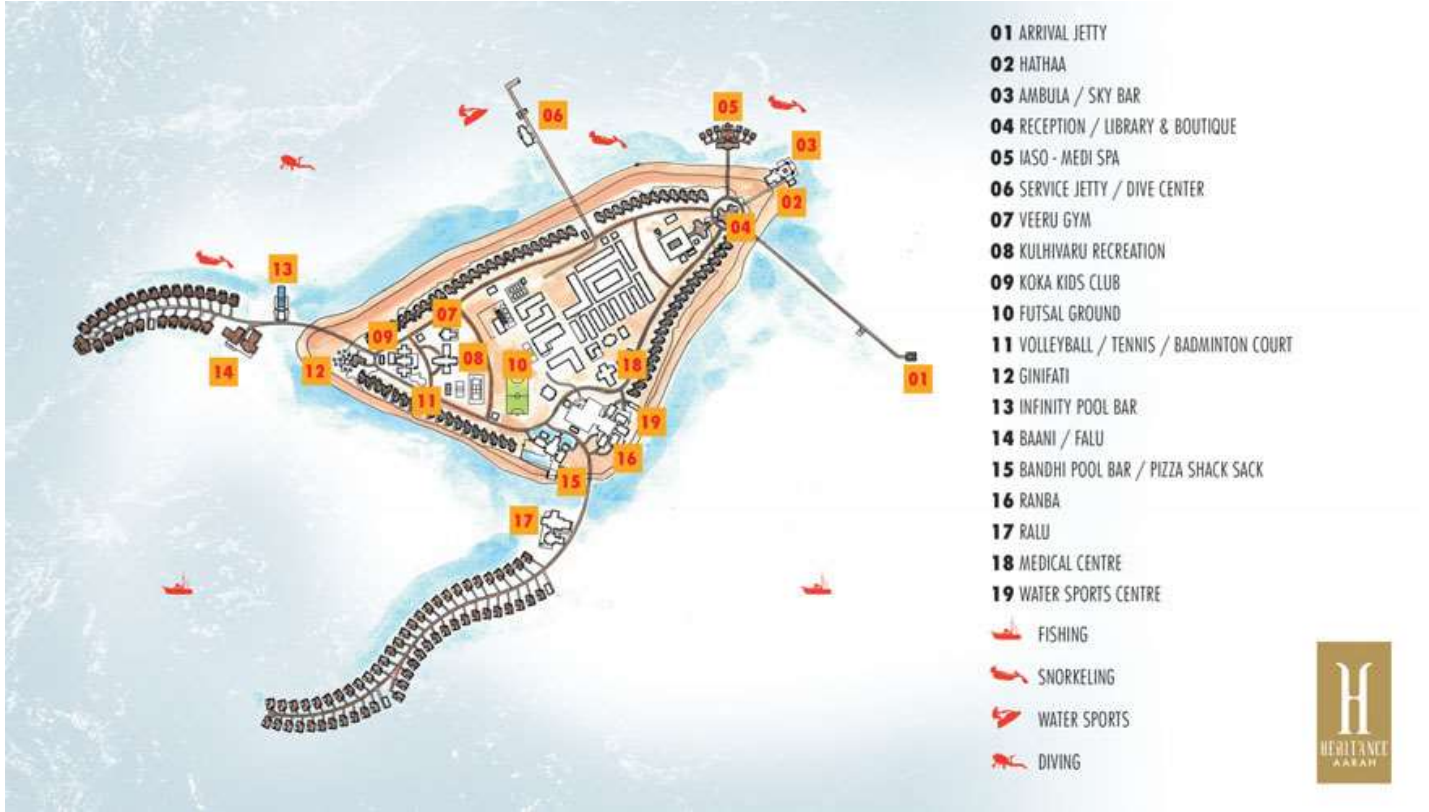 01 ARRIVAL JETTY
02 HATHAA
03 AMBULA / SKY BAR
04 RECEPTION / LIBRARY & BOUTIQUE
05 IASO - MEDI SPA
06 SERVICE JETTY / DIVE CENTER
07 VEERU GYM
08 KULHIVARU RECREATION
09 KOKA KIDS CLUB
10 FUTSAL GROUND
11 VOLLEYBALL / TENNIS / BADMINTON COURT
12 GINIFATI
13 INFINITY POOL BAR
14 BAANI / FALU
15 BANDHI POOL BAR / PIZZA SHACK SACK
16 RANBA
17 RALU
18 MEDICAL CENTRE
19 WATER SPORTS CENTRE
FISHING
SNORKELING
WATER SPORTS
DIVING
05
06
03
02
04
13
07
09
08
10
18
14
12
11
01
19
16
15
17
H
HERITANCE
AARAH